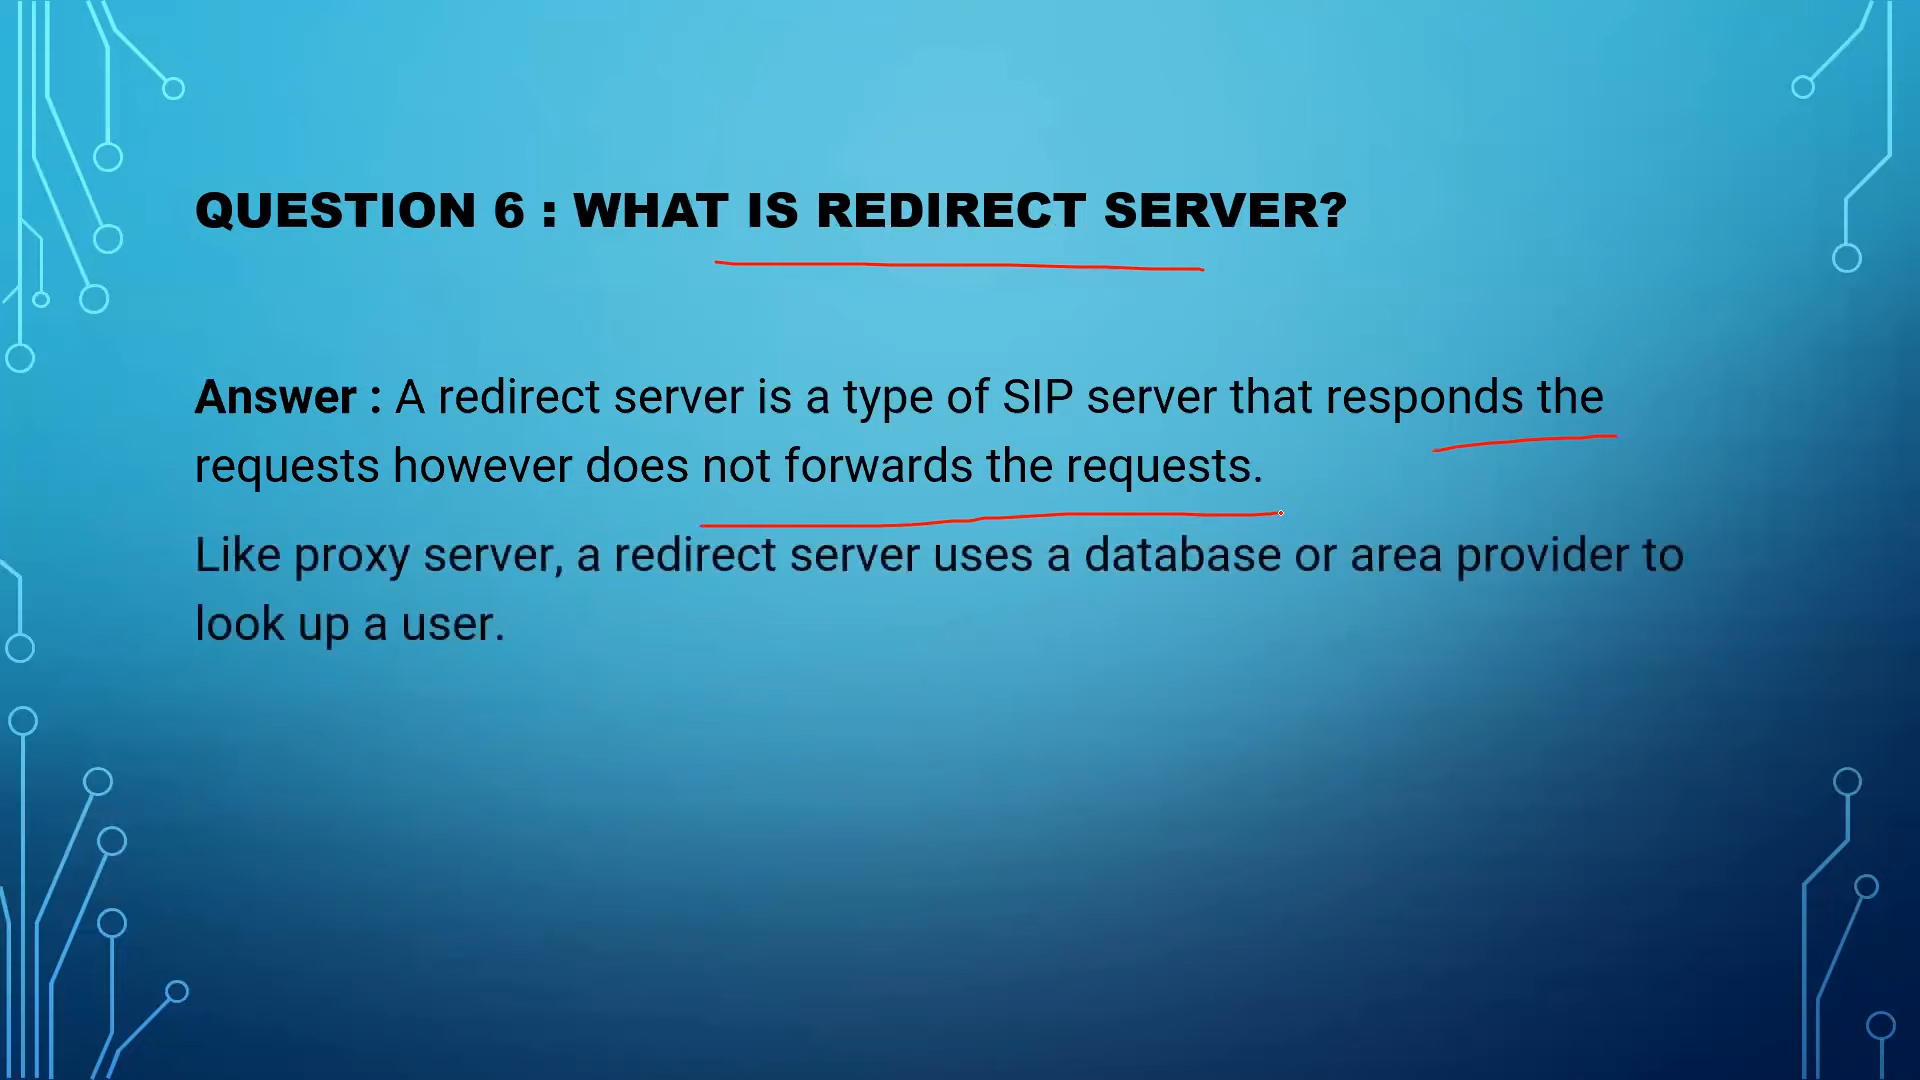 QUESTION 6 : WHAT IS REDIRECT SERVER?
Answer : A redirect server is a type of SIP server that responds the
requests however does not forwards the requests.
Like proxy server, a redirect server uses a database or area provider to
look up a user.